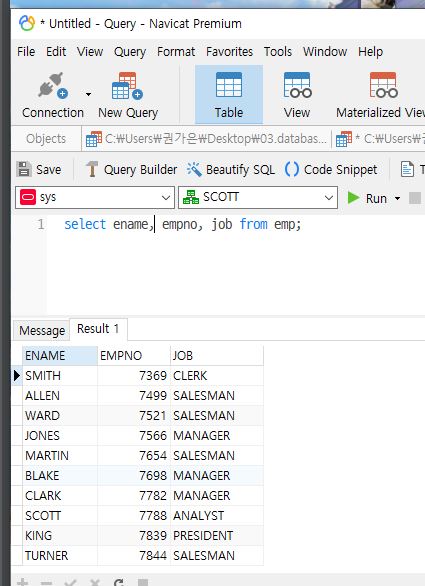 * Untitled - Query - Navicat Premium
File Edit View Query Format Favorites Tools Window Help
Connection New Query Table View Materialized View
Objects C:₩Users₩권가은₩Desktop₩03.databas... * C:₩Users₩
Save Query Builder Beautify SQL () Code Snippet
sys SCOTT Run
1 select ename, empno, job from emp;
Message Result 1
ENAME EMPNO JOB
SMITH 7369 CLERK
ALLEN 7499 SALESMAN
WARD 7521 SALESMAN
JONES 7566 MANAGER
MARTIN 7654 SALESMAN
BLAKE 7698 MANAGER
CLARK 7782 MANAGER
SCOTT 7788 ANALYST
KING 7839 PRESIDENT
TURNER 7844 SALESMAN